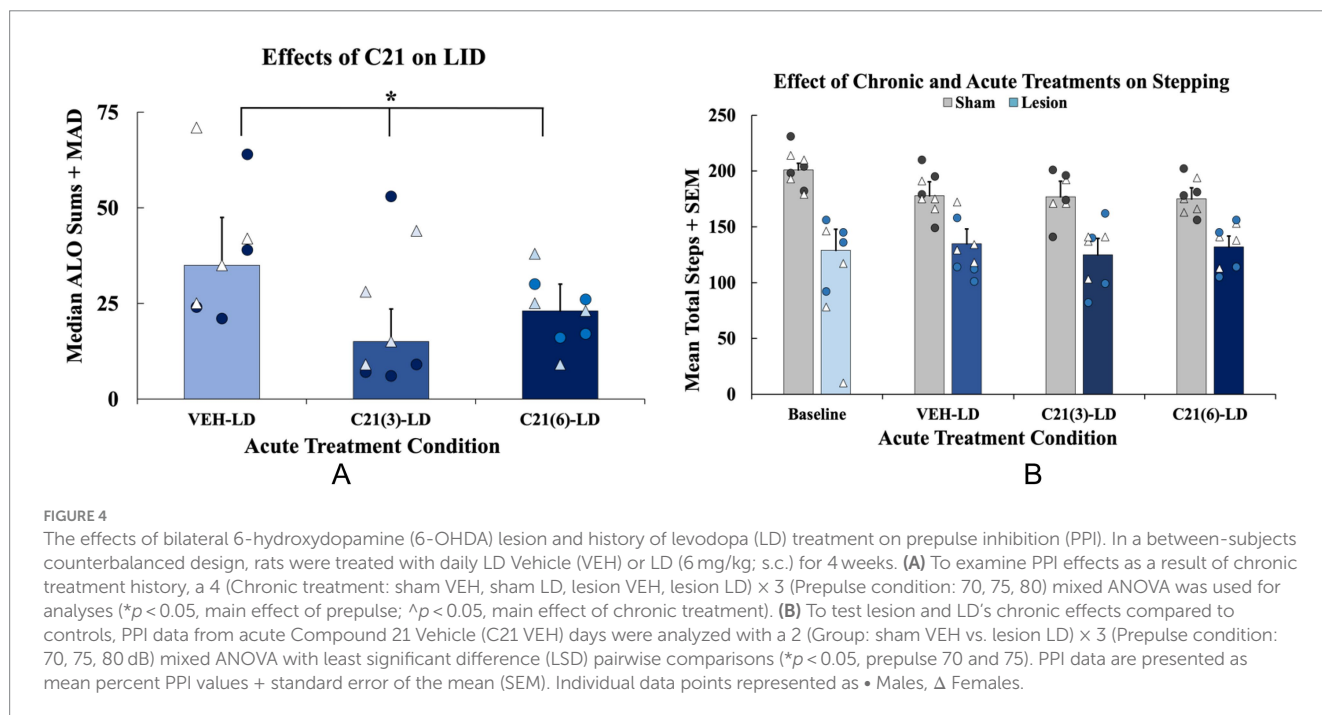 Effects of C21 on LID
*
75
50
25
0
Median ALO Sums + MAD
VEH-LD C21(3)-LD C21(6)-LD
Acute Treatment Condition
A
Effect of Chronic and Acute Treatments on Stepping
Sham Lesion
250
200
150
100
50
0
Mean Total Steps + SEM
Baseline VEH-LD C21(3)-LD C21(6)-LD
Acute Treatment Condition
B
FIGURE 4
The effects of bilateral 6-hydroxydopamine (6-OHDA) lesion and history of levodopa (LD) treatment on prepulse inhibition (PPI). In a between-subjects
counterbalanced design, rats were treated with daily LD Vehicle (VEH) or LD (6 mg/kg; s.c.) for 4 weeks. (A) To examine PPI effects as a result of chronic
treatment history, a 4 (Chronic treatment: sham VEH, sham LD, lesion VEH, lesion LD) × 3 (Prepulse condition: 70, 75, 80) mixed ANOVA was used for
analyses (*p < 0.05, main effect of prepulse; ^p < 0.05, main effect of chronic treatment). (B) To test lesion and LD's chronic effects compared to
controls, PPI data from acute Compound 21 Vehicle (C21 VEH) days were analyzed with a 2 (Group: sham VEH vs. lesion LD) × 3 (Prepulse condition:
70, 75, 80 dB) mixed ANOVA with least significant difference (LSD) pairwise comparisons (*p < 0.05, prepulse 70 and 75). PPI data are presented as
mean percent PPI values + standard error of the mean (SEM). Individual data points represented as • Males, Δ Females.